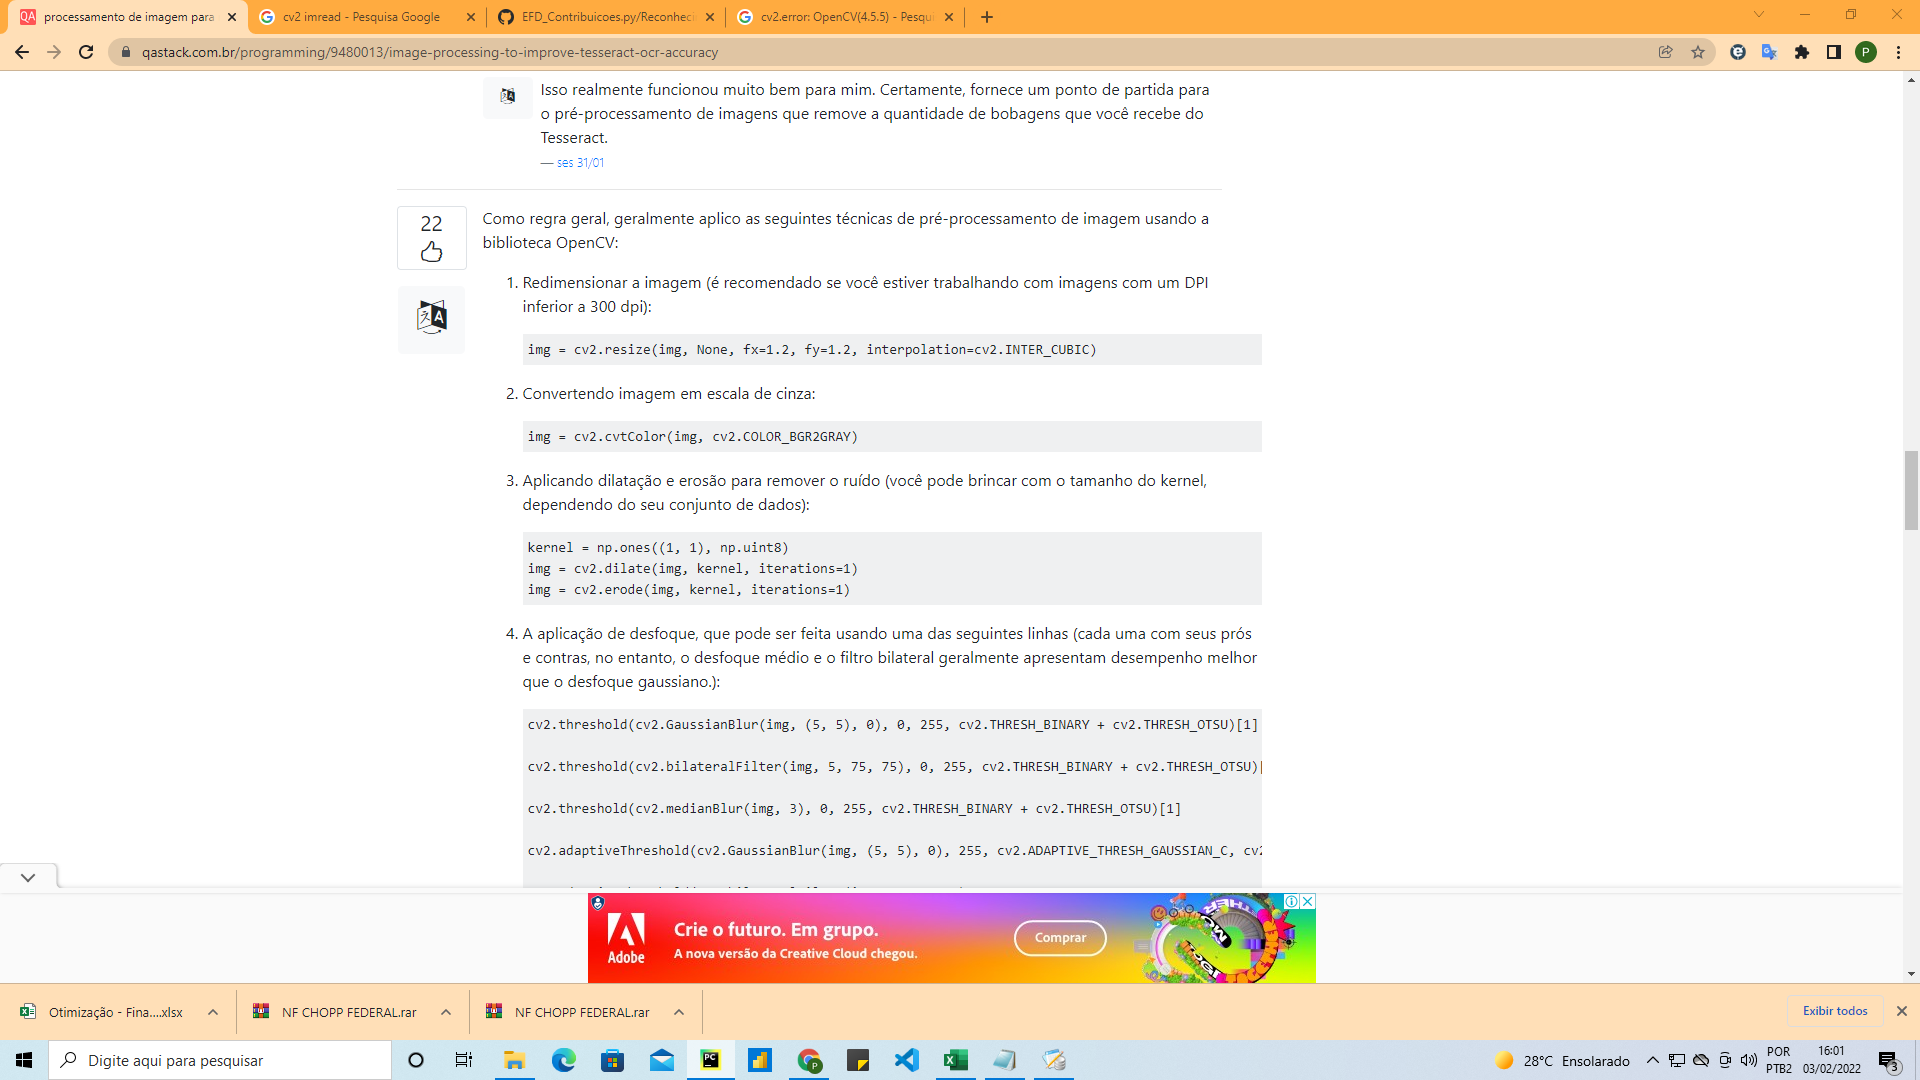 processamento de imagem para
cv2 imread - Pesquisa Google
EFD_Contribuicoes.py/Reconheci
cv2.error: OpenCV(4.5.5) - Pesqu
qastack.com.br/programming/9480013/image-processing-to-improve-tesseract-ocr-accuracy
P
Isso realmente funcionou muito bem para mim. Certamente, fornece um ponto de partida para
o pré-processamento de imagens que remove a quantidade de bobagens que você recebe do
Tesseract.
— ses 31/01
22
Como regra geral, geralmente aplico as seguintes técnicas de pré-processamento de imagem usando a
biblioteca OpenCV:
1. Redimensionar a imagem (é recomendado se você estiver trabalhando com imagens com um DPI
inferior a 300 dpi):
img = cv2.resize(img, None, fx=1.2, fy=1.2, interpolation=cv2.INTER_CUBIC)
2. Convertendo imagem em escala de cinza:
img = cv2.cvtColor(img, cv2.COLOR_BGR2GRAY)
3. Aplicando dilatação e erosão para remover o ruído (você pode brincar com o tamanho do kernel,
dependendo do seu conjunto de dados):
kernel = np.ones((1, 1), np.uint8)
img = cv2.dilate(img, kernel, iterations=1)
img = cv2.erode(img, kernel, iterations=1)
4. A aplicação de desfoque, que pode ser feita usando uma das seguintes linhas (cada uma com seus prós
e contras, no entanto, o desfoque médio e o filtro bilateral geralmente apresentam desempenho melhor
que o desfoque gaussiano.):
cv2.threshold(cv2.GaussianBlur(img, (5, 5), 0), 0, 255, cv2.THRESH_BINARY + cv2.THRESH_OTSU)[1]
cv2.threshold(cv2.bilateralFilter(img, 5, 75, 75), 0, 255, cv2.THRESH_BINARY + cv2.THRESH_OTSU)[
cv2.threshold(cv2.medianBlur(img, 3), 0, 255, cv2.THRESH_BINARY + cv2.THRESH_OTSU)[1]
cv2.adaptiveThreshold(cv2.GaussianBlur(img, (5, 5), 0), 255, cv2.ADAPTIVE_THRESH_GAUSSIAN_C, cv2
Adobe
Crie o futuro. Em grupo.
A nova versão da Creative Cloud chegou.
Comprar
Otimização - Fina....xlsx
NF CHOPP FEDERAL.rar
NF CHOPP FEDERAL.rar
Exibir todos
Digite aqui para pesquisar
28°C Ensolarado
POR
PTB2
16:01
03/02/2022
3